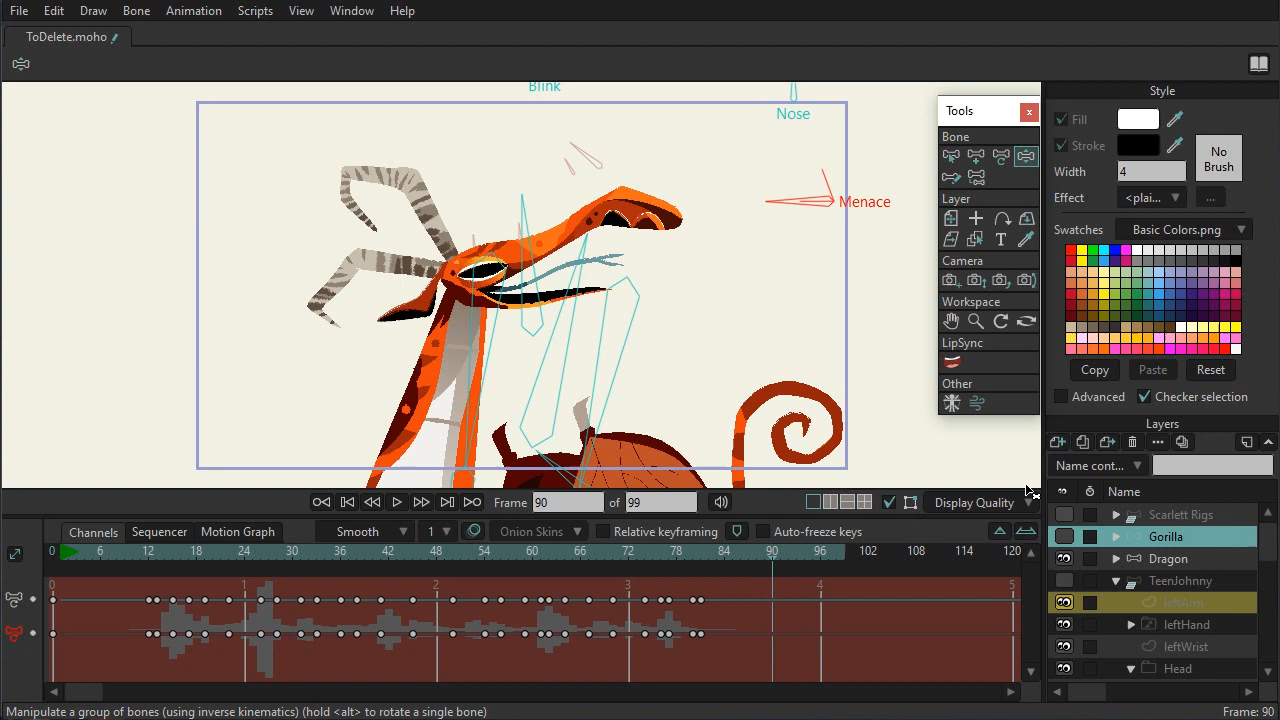 File Edit Draw Bone Animation Scripts View Window Help
ToDelete.moho
Style
Blink
Nose
Menace
Tools x
Bone
Layer
T
Camera
Workspace
LipSync
Other
Fill
Stroke
No Brush
Width 4
Effect <plai... ...
Swatches Basic Colors.png
Copy Paste Reset
Advanced Checker selection
Layers
Name cont...
Name
Scarlett Rigs
Gorilla
Dragon
TeenJohnny
leftArm
leftHand
leftWrist
Head
Frame 90 of 99 Display Quality
Channels Sequencer Motion Graph Smooth 1 Onion Skins Relative keyframing Auto-freeze keys
0 6 12 18 24 30 36 42 48 54 60 66 72 78 84 90 96 102 108 114 120
0 1 2 3 4 5
Manipulate a group of bones (using inverse kinematics) (hold <alt> to rotate a single bone) Frame: 90